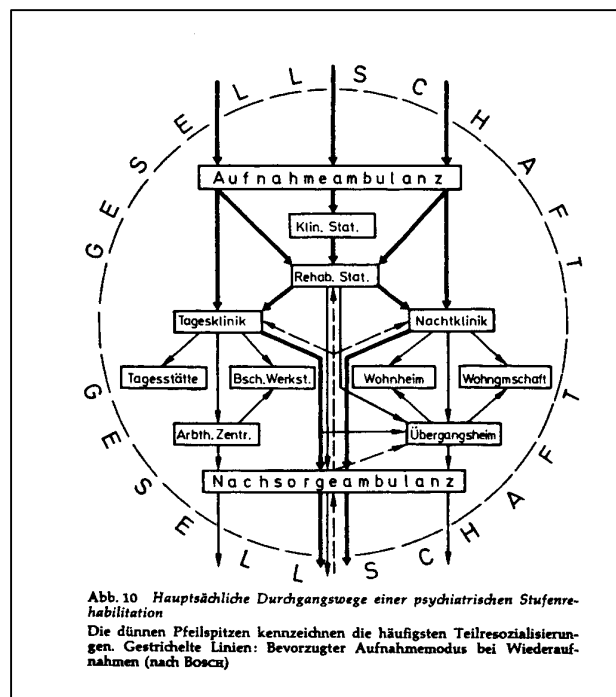 GESELLSCHAFT
Aufnahmeambulanz
Klin. Stat.
Rehab. Stat.
Tagesklinik
Nachtklinik
Tagesstätte
Bsch. Werkst.
Wohnheim
Wohngmschaft
Arbth. Zentr.
Übergangsheim
Nachsorgeambulanz
GESELLSCHAFT
Abb. 10 Hauptsächliche Durchgangswege einer psychiatrischen Stufenre-
habilitation
Die dünnen Pfeilspitzen kennzeichnen die häufigsten Teilresozialisierun-
gen. Gestrichelte Linien: Bevorzugter Aufnahmemodus bei Wiederauf-
nahmen (nach BOSCH)